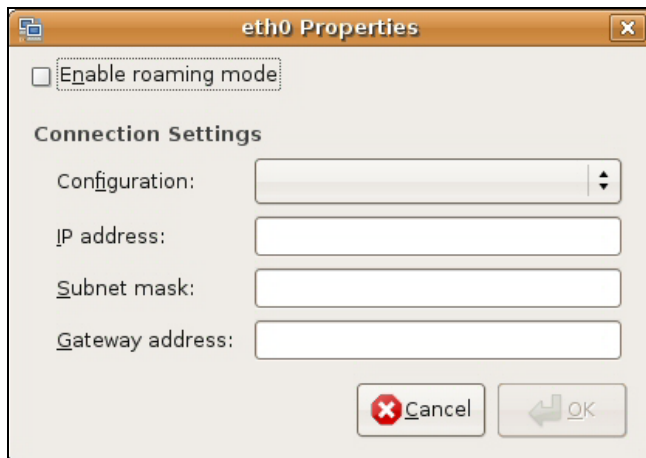 eth0 Properties
Enable roaming mode
Connection Settings
Configuration:
IP address:
Subnet mask:
Gateway address:
Cancel OK